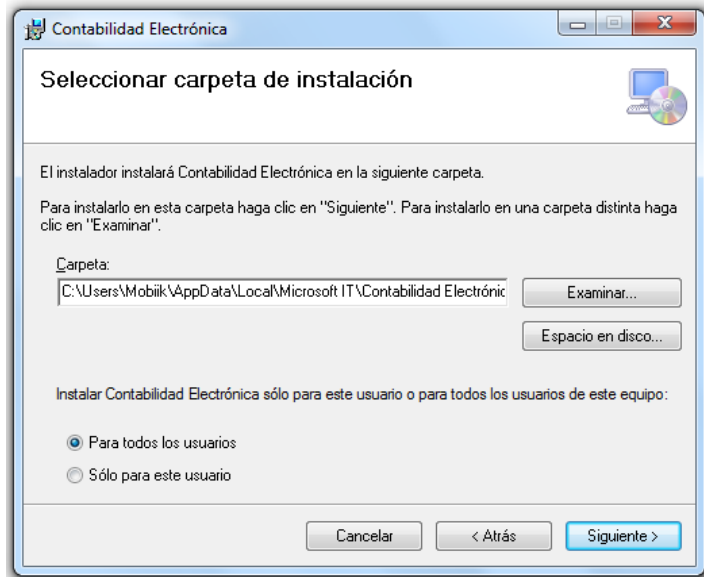 Contabilidad Electrónica
Seleccionar carpeta de instalación
El instalador instalará Contabilidad Electrónica en la siguiente carpeta.
Para instalarlo en esta carpeta haga clic en "Siguiente". Para instalarlo en una carpeta distinta haga
clic en "Examinar".
Carpeta:
C:\Users\Mobiik\AppData\Local\Microsoft IT\Contabilidad Electrónic
Examinar...
Espacio en disco...
Instalar Contabilidad Electrónica sólo para este usuario o para todos los usuarios de este equipo:
Para todos los usuarios
Sólo para este usuario
Cancelar
< Atrás
Siguiente >